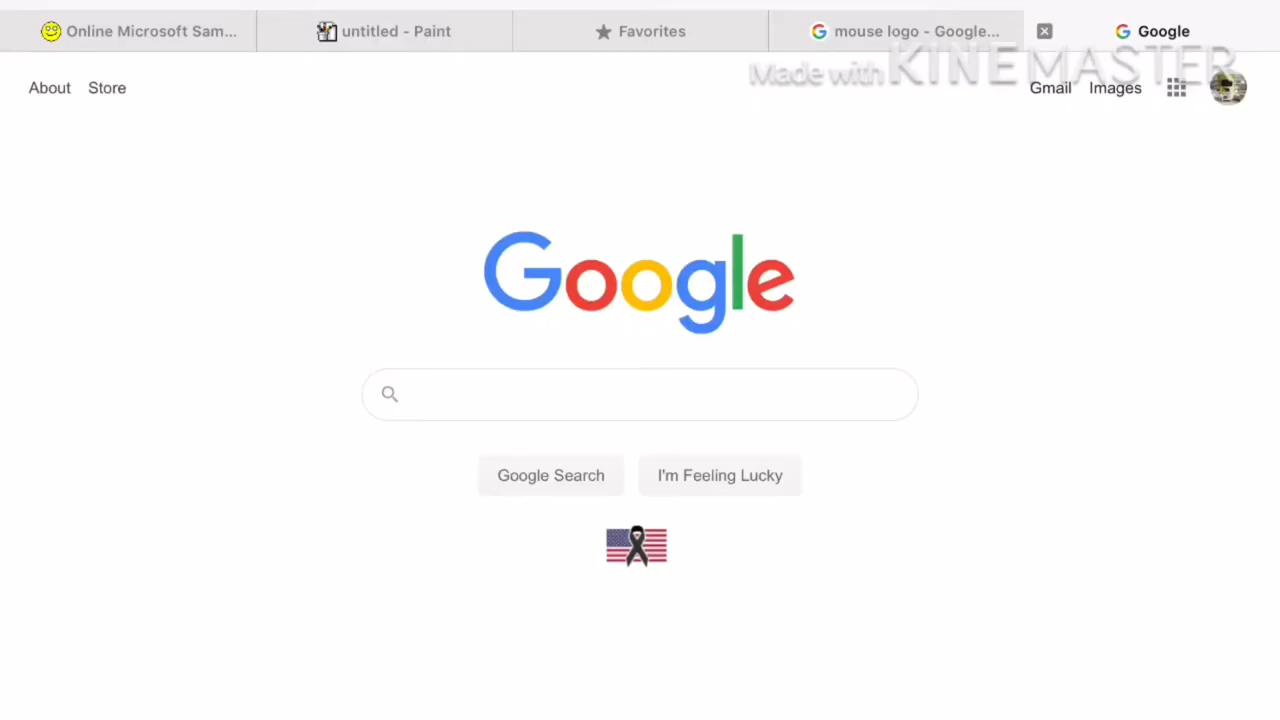 Online Microsoft Sam...
untitled - Paint
Favorites
mouse logo - Google...
Google
Made with KINEMASTER
About
Store
Gmail
Images
Google
Google Search
I'm Feeling Lucky